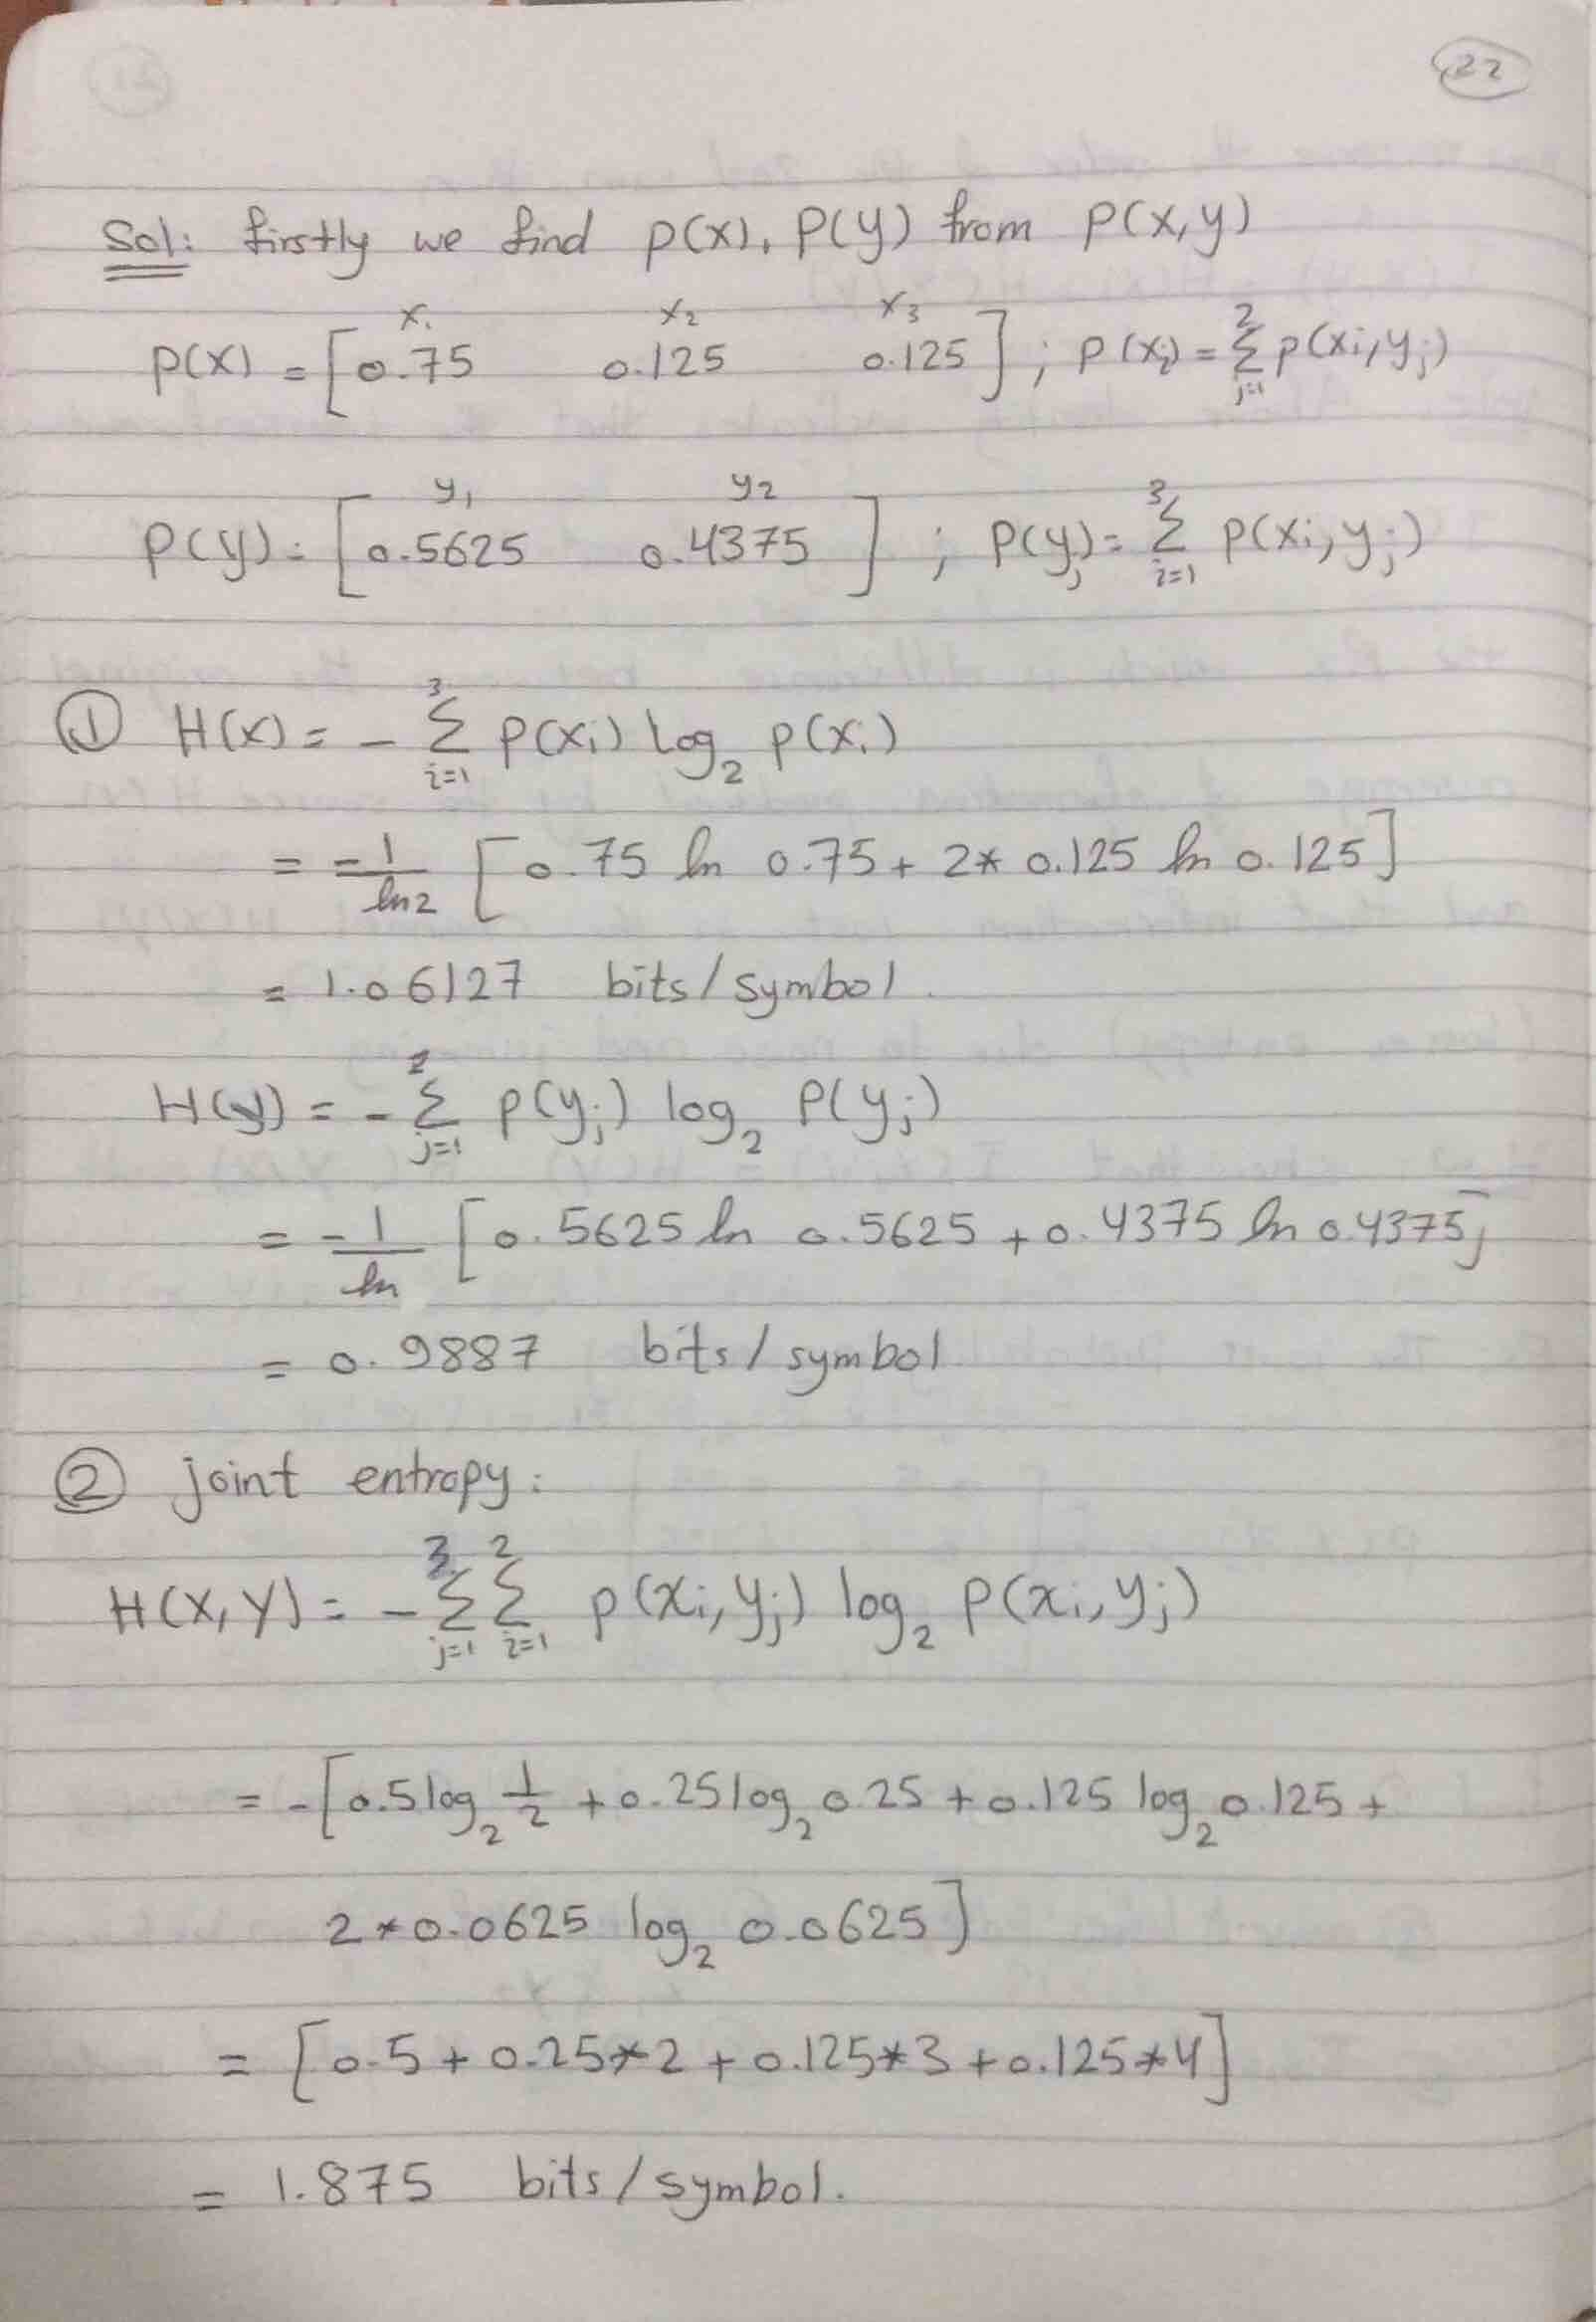 22
Sol: firstly we find P(X), P(Y) from P(X,Y)
x₁ x₂ x₃
P(X) = [0.75 0.125 0.125] ; P(xi) = Σ_{j=1}^{2} P(xi, yj)
y₁ y₂
P(Y) = [0.5625 0.4375] ; P(yj) = Σ_{i=1}^{3} P(xi, yj)
① H(X) = - Σ_{i=1}^{3} P(xi) log₂ P(xi)
= -1/ln2 [0.75 ln 0.75 + 2* 0.125 ln 0.125]
= 1.06127 bits/symbol.
H(Y) = - Σ_{j=1}^{2} P(yj) log₂ P(yj)
= -1/ln [0.5625 ln 0.5625 + 0.4375 ln 0.4375]
= 0.9887 bits/symbol
② joint entropy:
H(X,Y) = - Σ_{j=1}^{3} Σ_{i=1}^{2} P(xi, yj) log₂ P(xi, yj)
= -[0.5 log₂ 1/2 + 0.25 log₂ 0.25 + 0.125 log₂ 0.125 +
2*0.0625 log₂ 0.0625]
= [0.5 + 0.25*2 + 0.125*3 + 0.125*4]
= 1.875 bits/symbol.